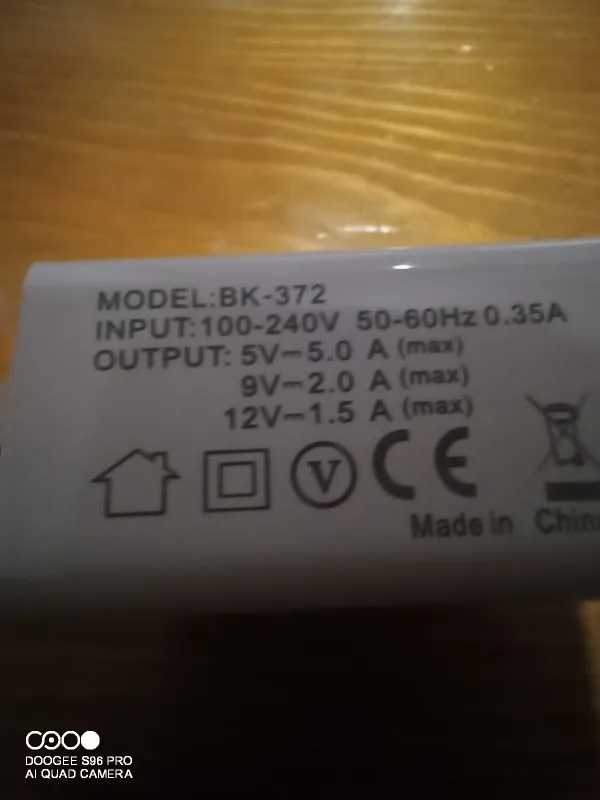 MODEL:BK-372
INPUT:100-240V 50-60Hz 0.35A
OUTPUT: 5V⎓5.0 A (max)
9V⎓2.0 A (max)
12V⎓1.5 A (max)
V CE
Made in China
DOOGEE S96 PRO
AI QUAD CAMERA